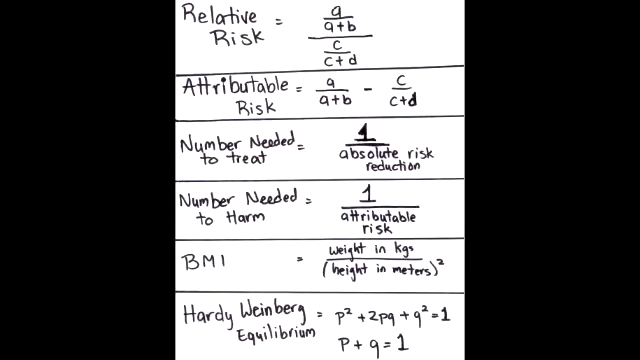 Relative Risk = a/(a+b) / c/(c+d)
Attributable Risk = a/(a+b) - c/(c+d)
Number Needed to treat = 1/absolute risk reduction
Number Needed to Harm = 1/attributable risk
BMI = weight in kgs/(height in meters)²
Hardy Weinberg Equilibrium = p² + 2pq + q² = 1
P + q = 1